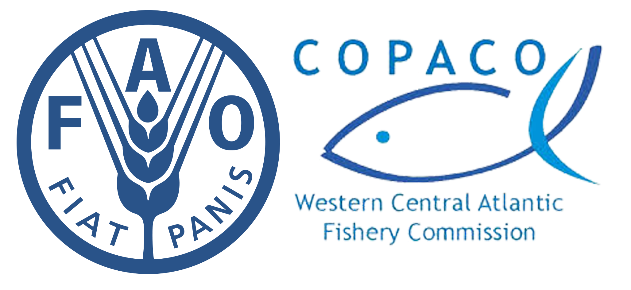 F A O
FIAT PANIS
COPACO
Western Central Atlantic
Fishery Commission